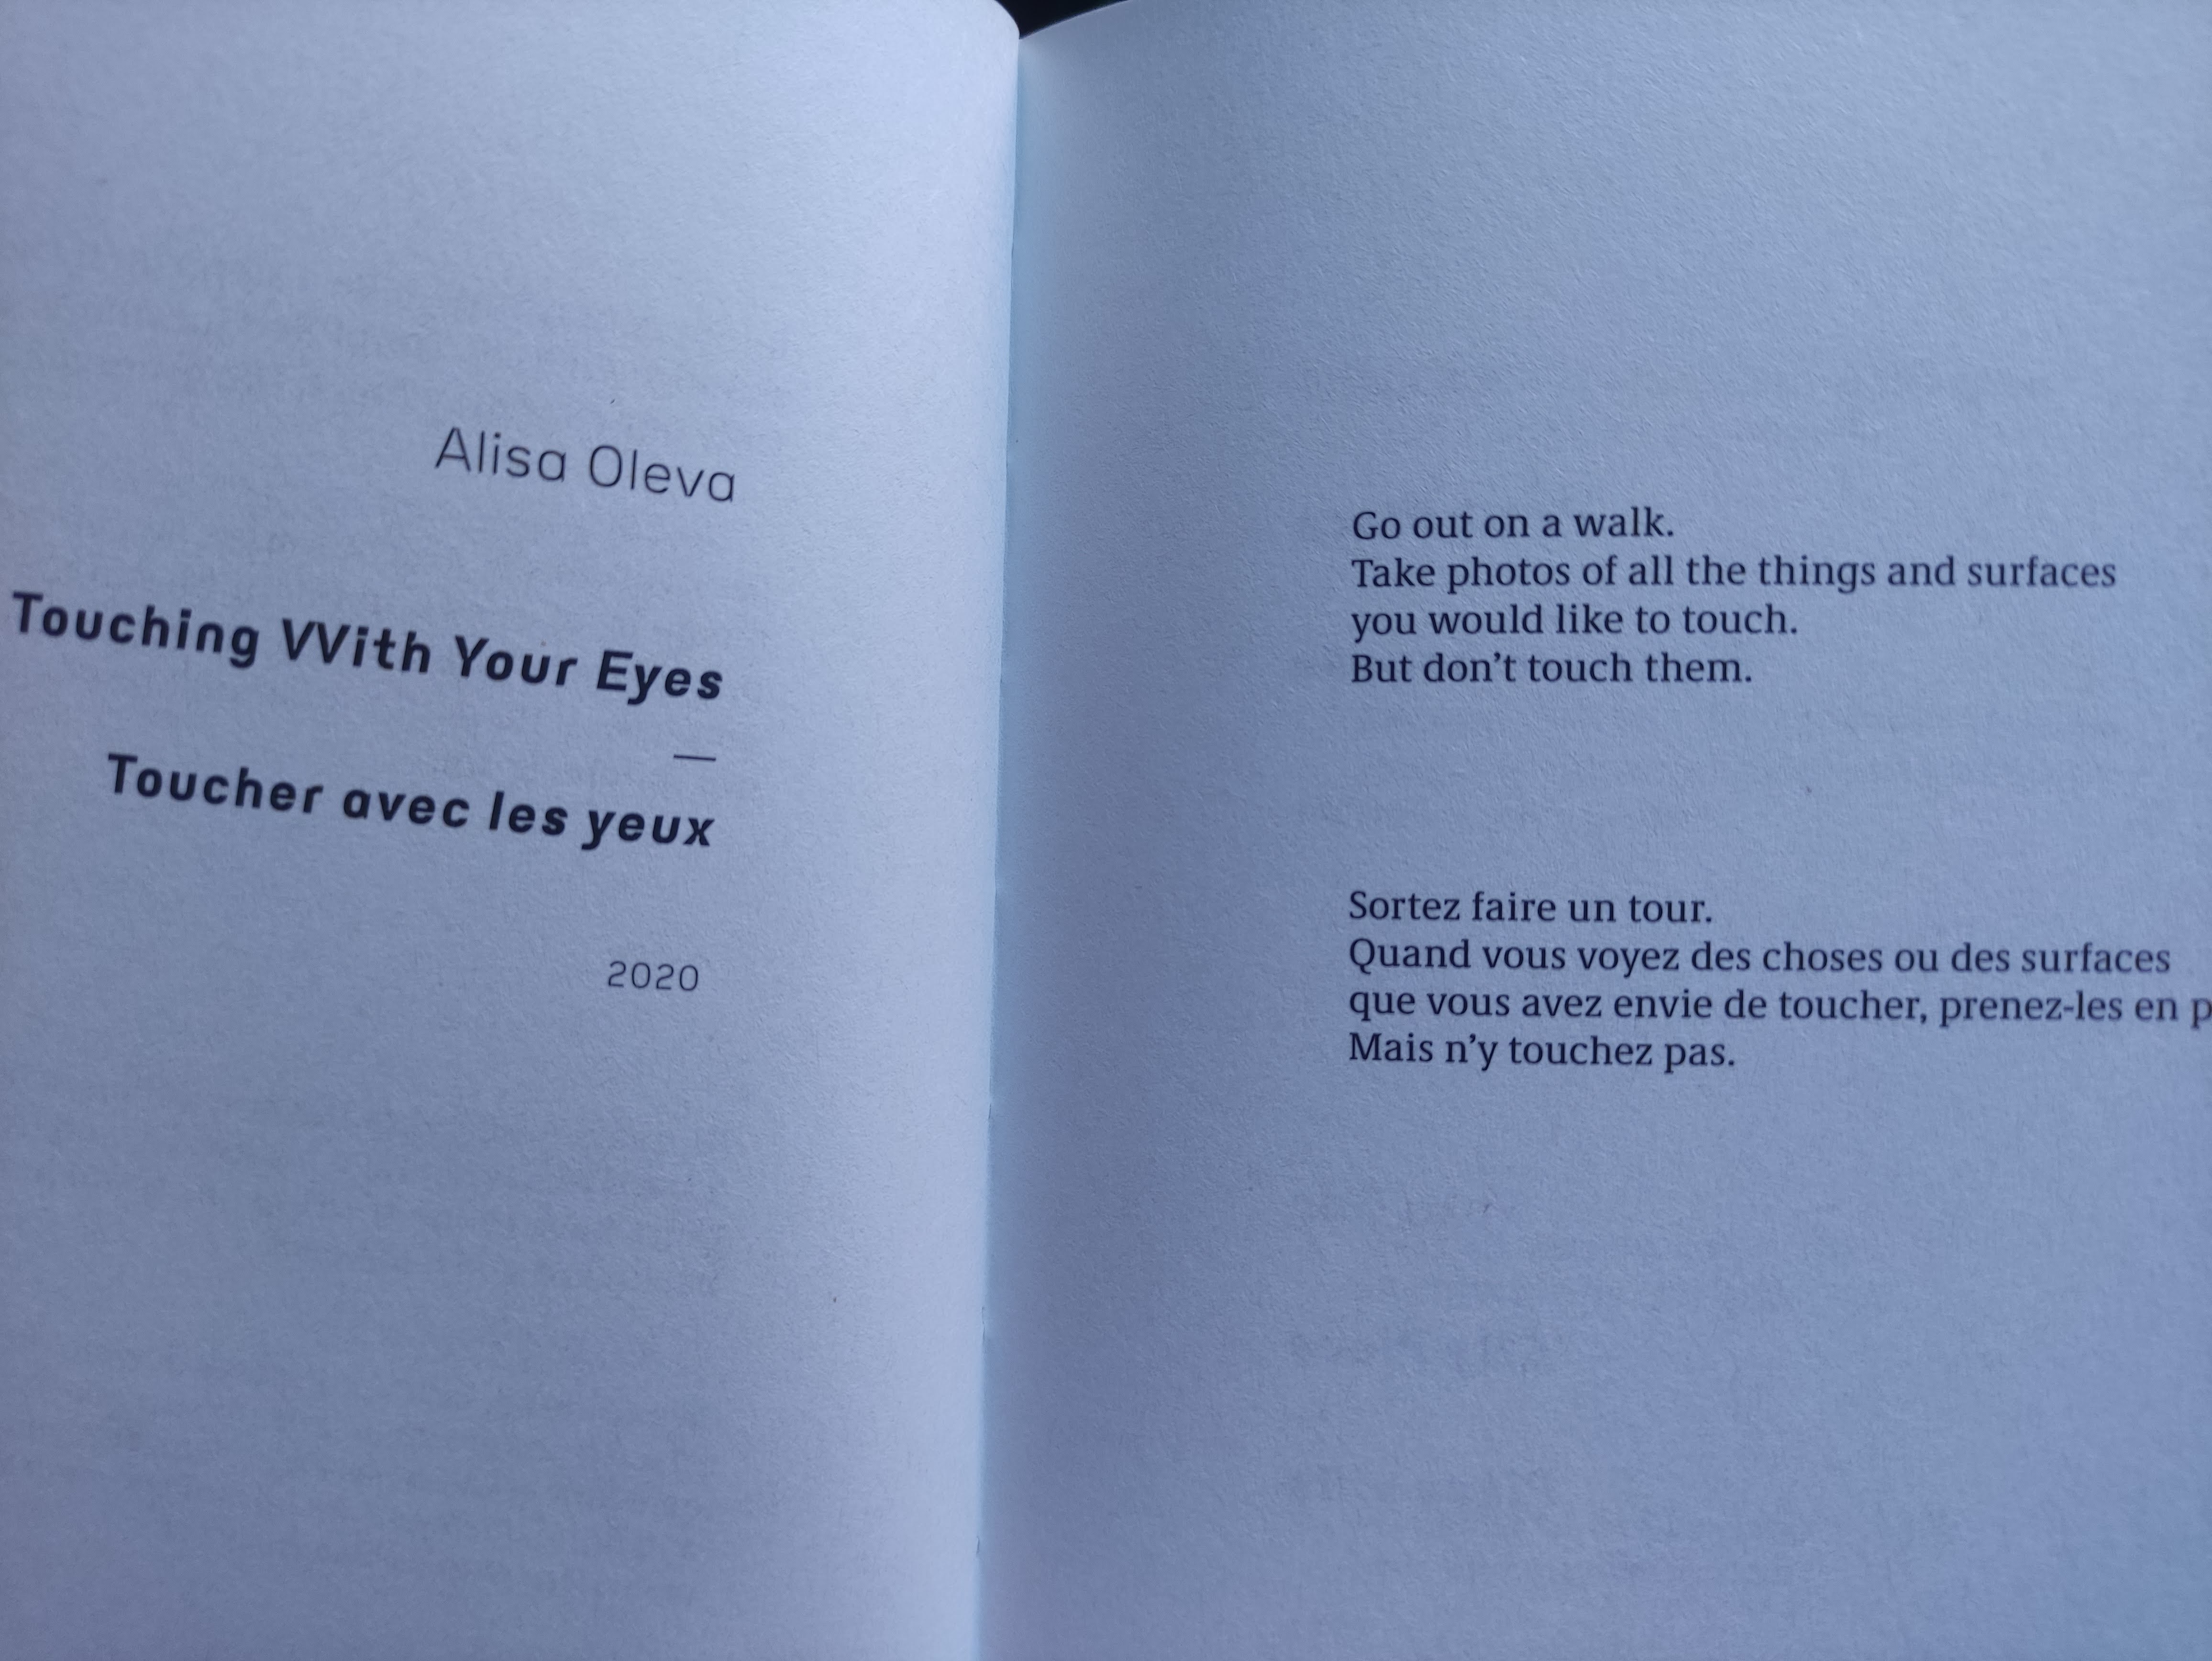 Alisa Oleva
Touching VVith Your Eyes
—
Toucher avec les yeux
2020
Go out on a walk.
Take photos of all the things and surfaces
you would like to touch.
But don’t touch them.
Sortez faire un tour.
Quand vous voyez des choses ou des surfaces
que vous avez envie de toucher, prenez-les en
Mais n’y touchez pas.